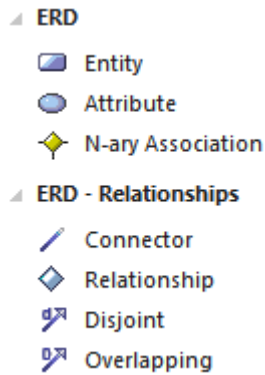 ERD
Entity
Attribute
N-ary Association
ERD - Relationships
Connector
Relationship
Disjoint
Overlapping